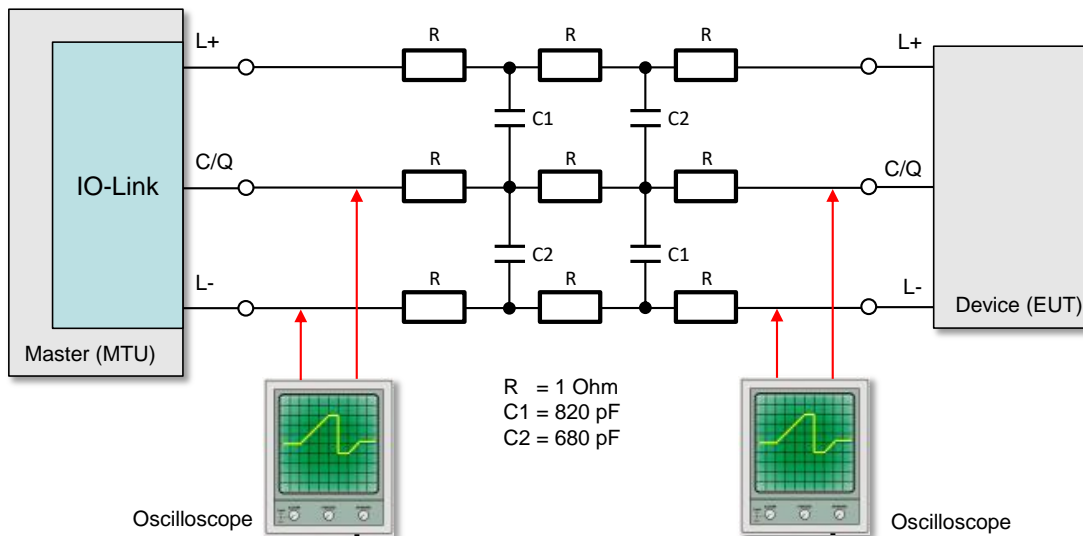 L+
R
R
R
L+
C1
C2
C/Q
R
R
R
C/Q
IO-Link
C2
C1
L-
R
R
R
L-
Device (EUT)
Master (MTU)
R = 1 Ohm
C1 = 820 pF
C2 = 680 pF
Oscilloscope
Oscilloscope